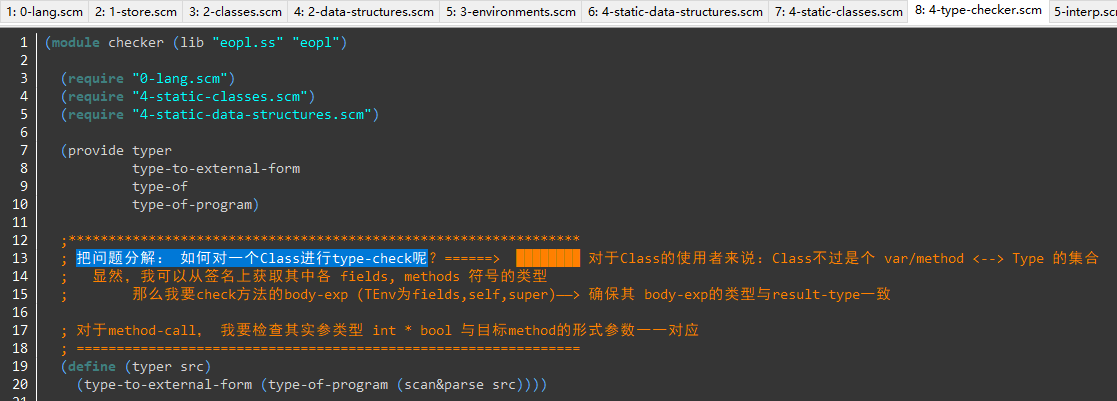 1: 0-lang.scm 2: 1-store.scm 3: 2-classes.scm 4: 2-data-structures.scm 5: 3-environments.scm 6: 4-static-data-structures.scm 7: 4-static-classes.scm 8: 4-type-checker.scm 5-interp.scr
1 (module checker (lib "eopl.ss" "eopl")
2
3 (require "0-lang.scm")
4 (require "4-static-classes.scm")
5 (require "4-static-data-structures.scm")
6
7 (provide typer
8 type-to-external-form
9 type-of
10 type-of-program)
11
12 ;****************************************************************
13 ; 把问题分解: 如何对一个Class进行type-check呢? ======> ████████ 对于Class的使用者来说：Class不过是个 var/method <--> Type 的集合
14 ; 显然，我可以从签名上获取其中各 fields, methods 符号的类型
15 ; 那么我要check方法的body-exp (TEnv为fields,self,super)——> 确保其 body-exp的类型与result-type一致
16
17 ; 对于method-call, 我要检查其实参类型 int * bool 与目标method的形式参数一一对应
18 ; ===============================================================
19 (define (typer src)
20 (type-to-external-form (type-of-program (scan&parse src))))
21